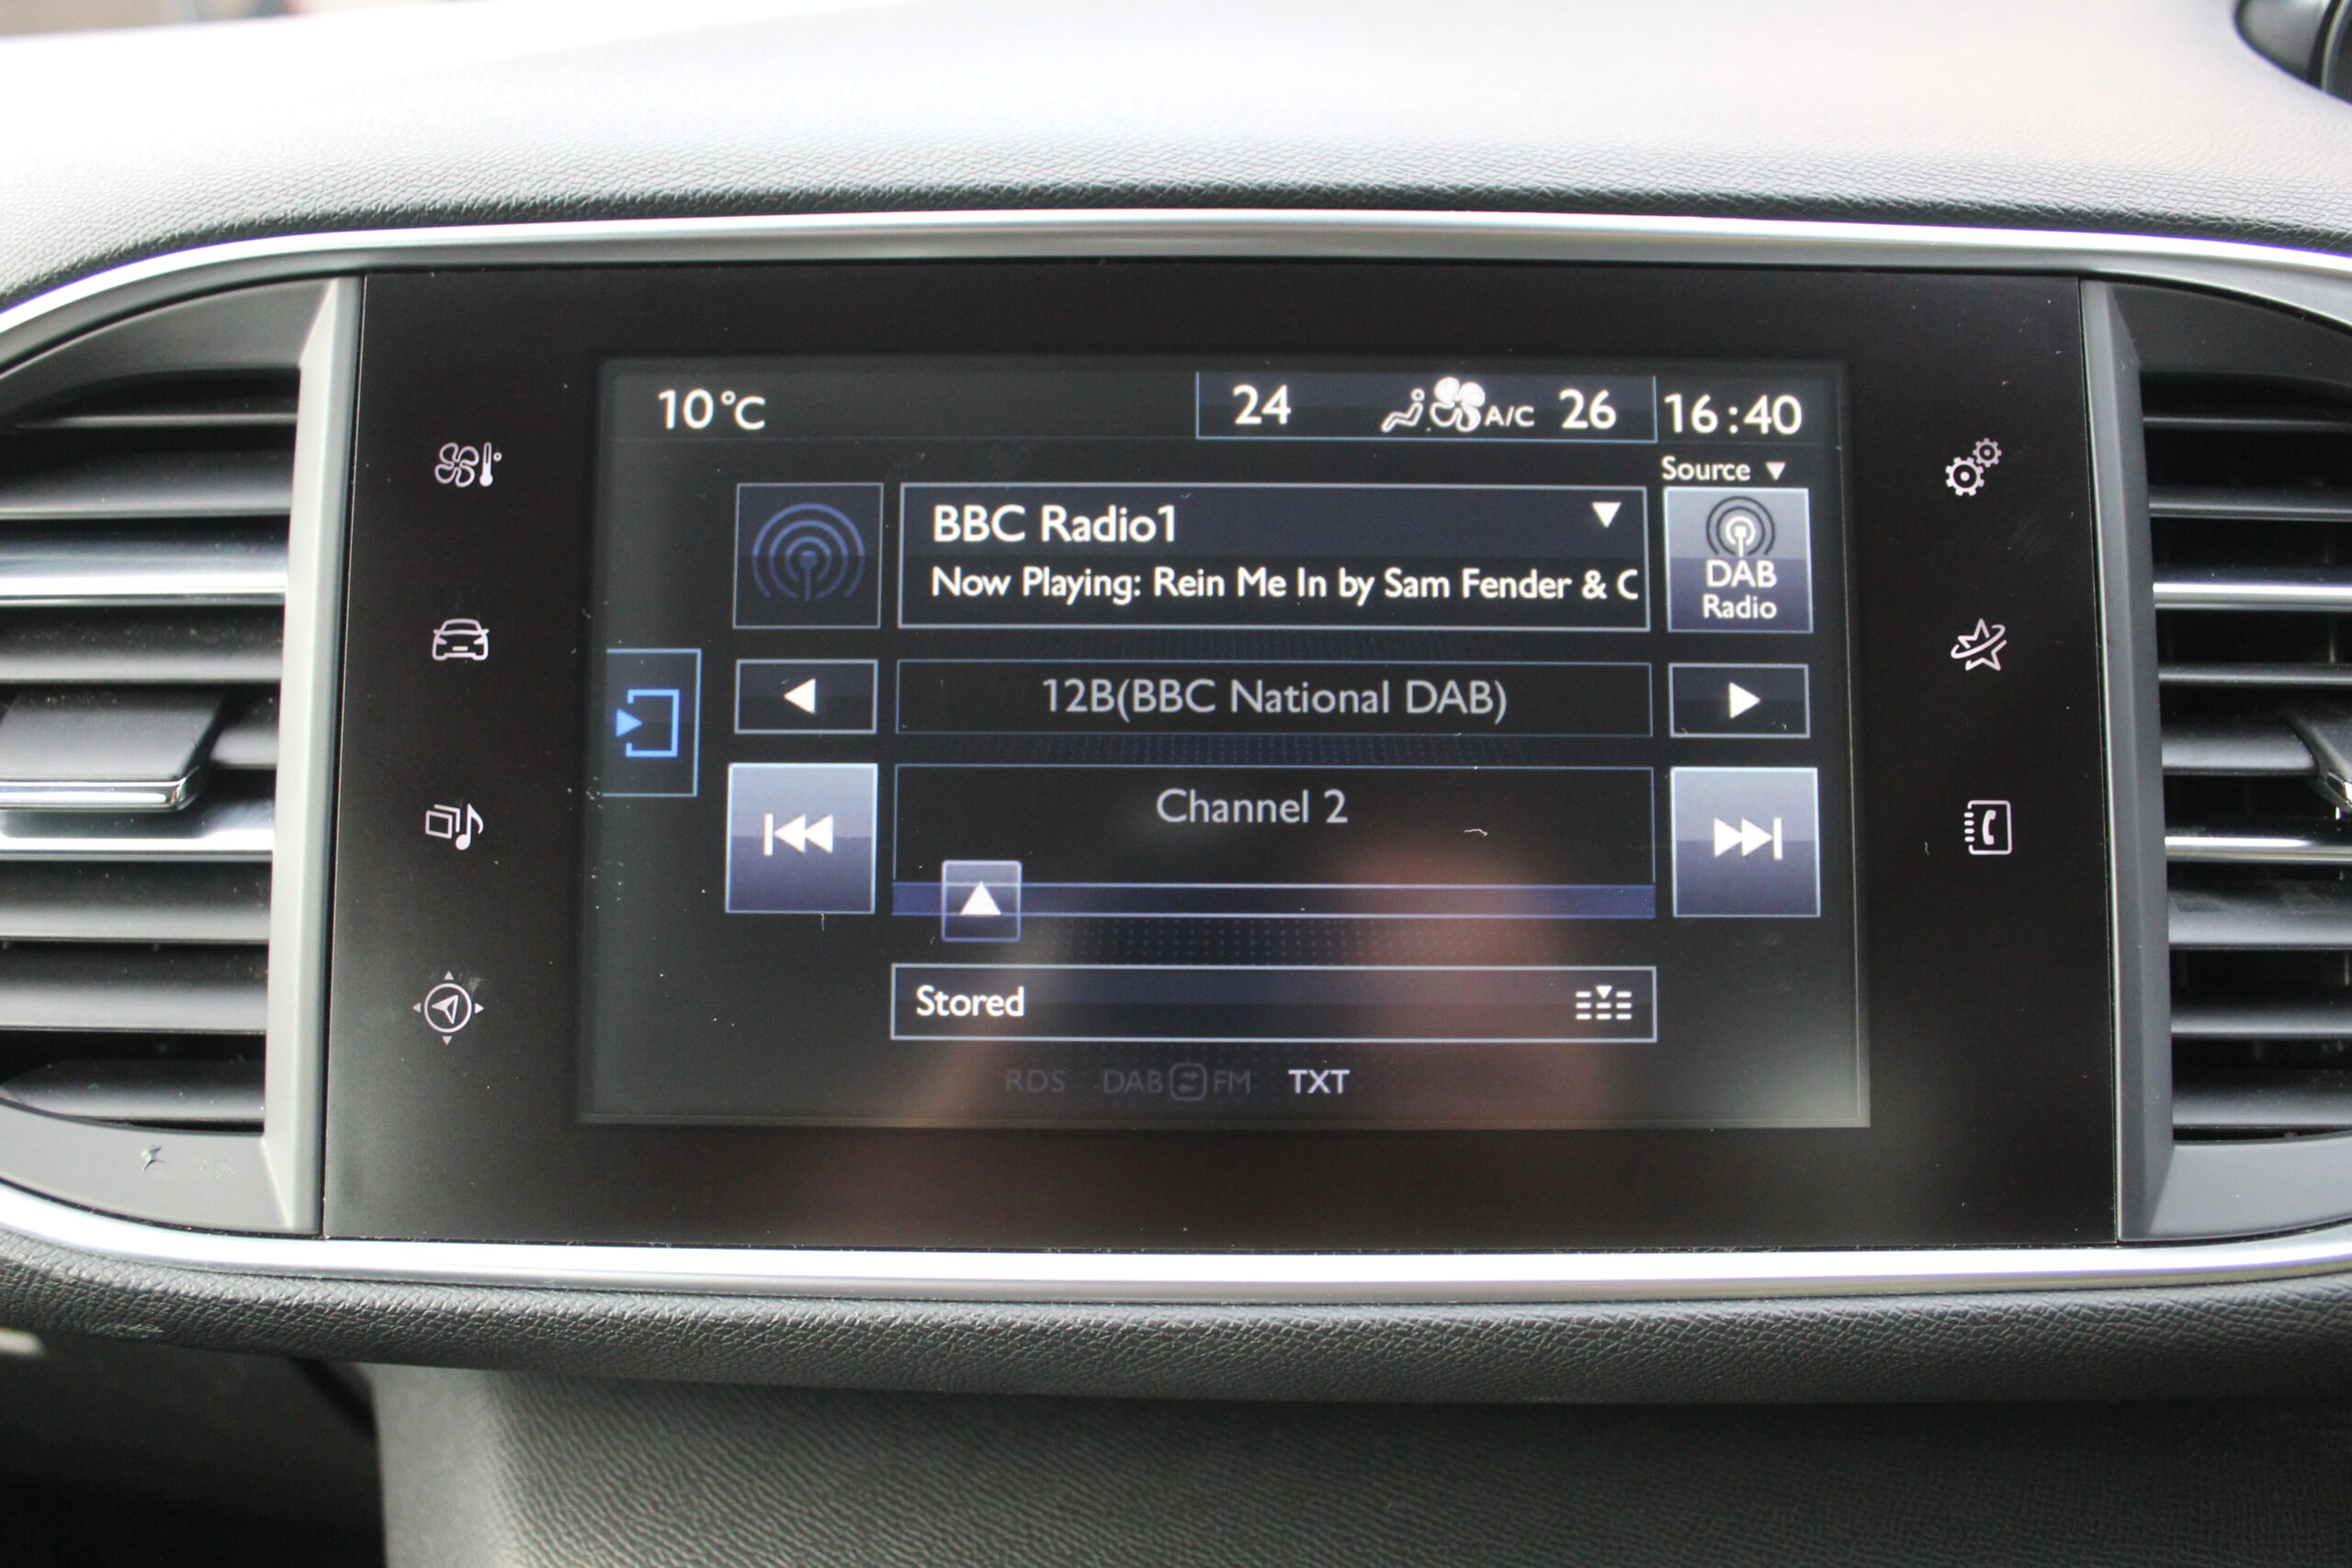 10°C 24 A/C 26 16:40
Source
BBC Radio1
Now Playing: Rein Me In by Sam Fender & C
DAB
Radio
12B(BBC National DAB)
Channel 2
Stored
RDS DAB FM TXT